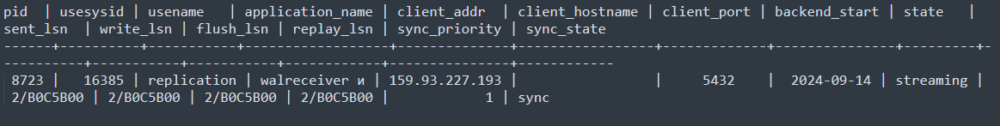 pid | usesysid | usename | application_name | client_addr | client_hostname | client_port | backend_start | state |
sent_lsn | write_lsn | flush_lsn | replay_lsn | sync_priority | sync_state
------+----------+-------------+------------------+---------------+-----------------+-------------+---------------+-----------+-
----------+-----------+-----------+------------+---------------+------------
8723 | 16385 | replication | walreceiver и | 159.93.227.193 | | 5432 | 2024-09-14 | streaming |
2/B0C5B00 | 2/B0C5B00 | 2/B0C5B00 | 2/B0C5B00 | 1 | sync